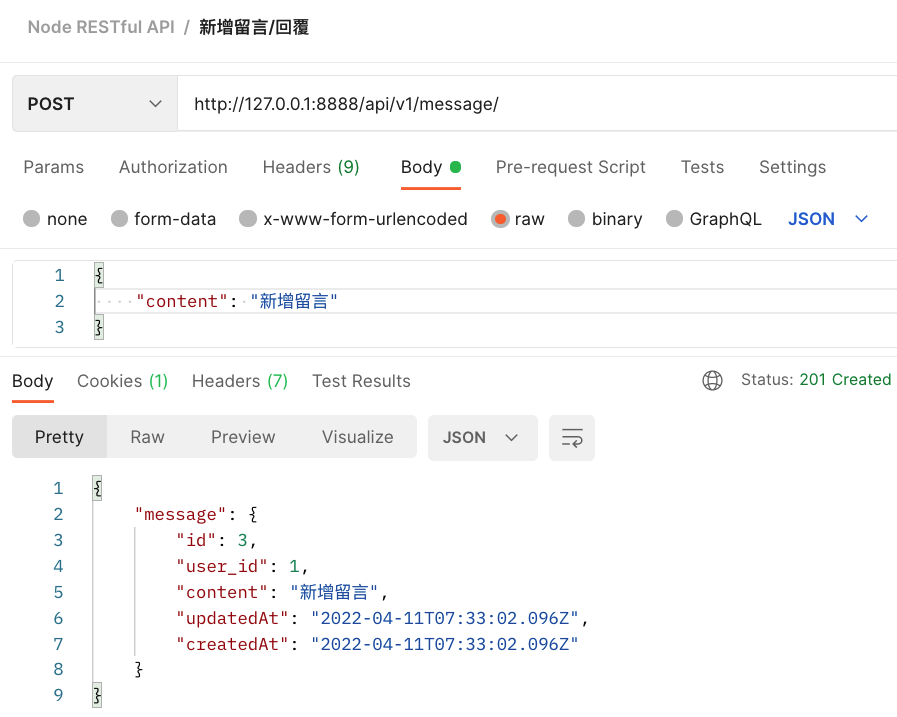 Node RESTful API / 新增留言/回覆
POST http://127.0.0.1:8888/api/v1/message/
Params Authorization Headers (9) Body Pre-request Script Tests Settings
none form-data x-www-form-urlencoded raw binary GraphQL JSON
1 {
2 ····"content":·"新增留言"
3 }
Body Cookies (1) Headers (7) Test Results Status: 201 Created
Pretty Raw Preview Visualize JSON
1 {
2 "message": {
3 "id": 3,
4 "user_id": 1,
5 "content": "新增留言",
6 "updatedAt": "2022-04-11T07:33:02.096Z",
7 "createdAt": "2022-04-11T07:33:02.096Z"
8 }
9 }